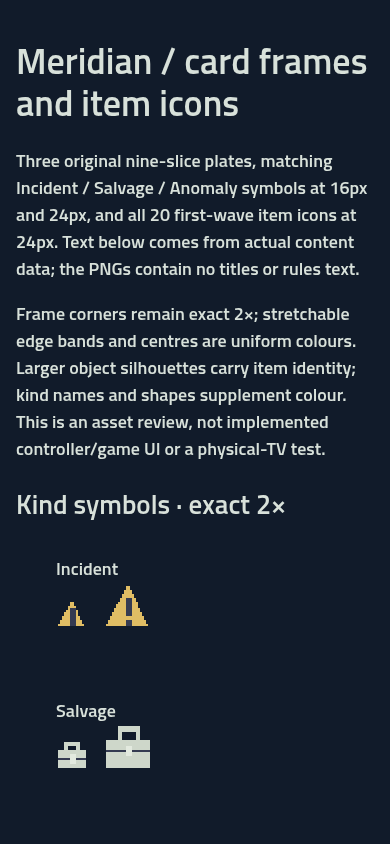 Meridian / card frames
and item icons
Three original nine-slice plates, matching
Incident / Salvage / Anomaly symbols at 16px
and 24px, and all 20 first-wave item icons at
24px. Text below comes from actual content
data; the PNGs contain no titles or rules text.
Frame corners remain exact 2×; stretchable
edge bands and centres are uniform colours.
Larger object silhouettes carry item identity;
kind names and shapes supplement colour.
This is an asset review, not implemented
controller/game UI or a physical-TV test.
Kind symbols · exact 2×
Incident
Salvage